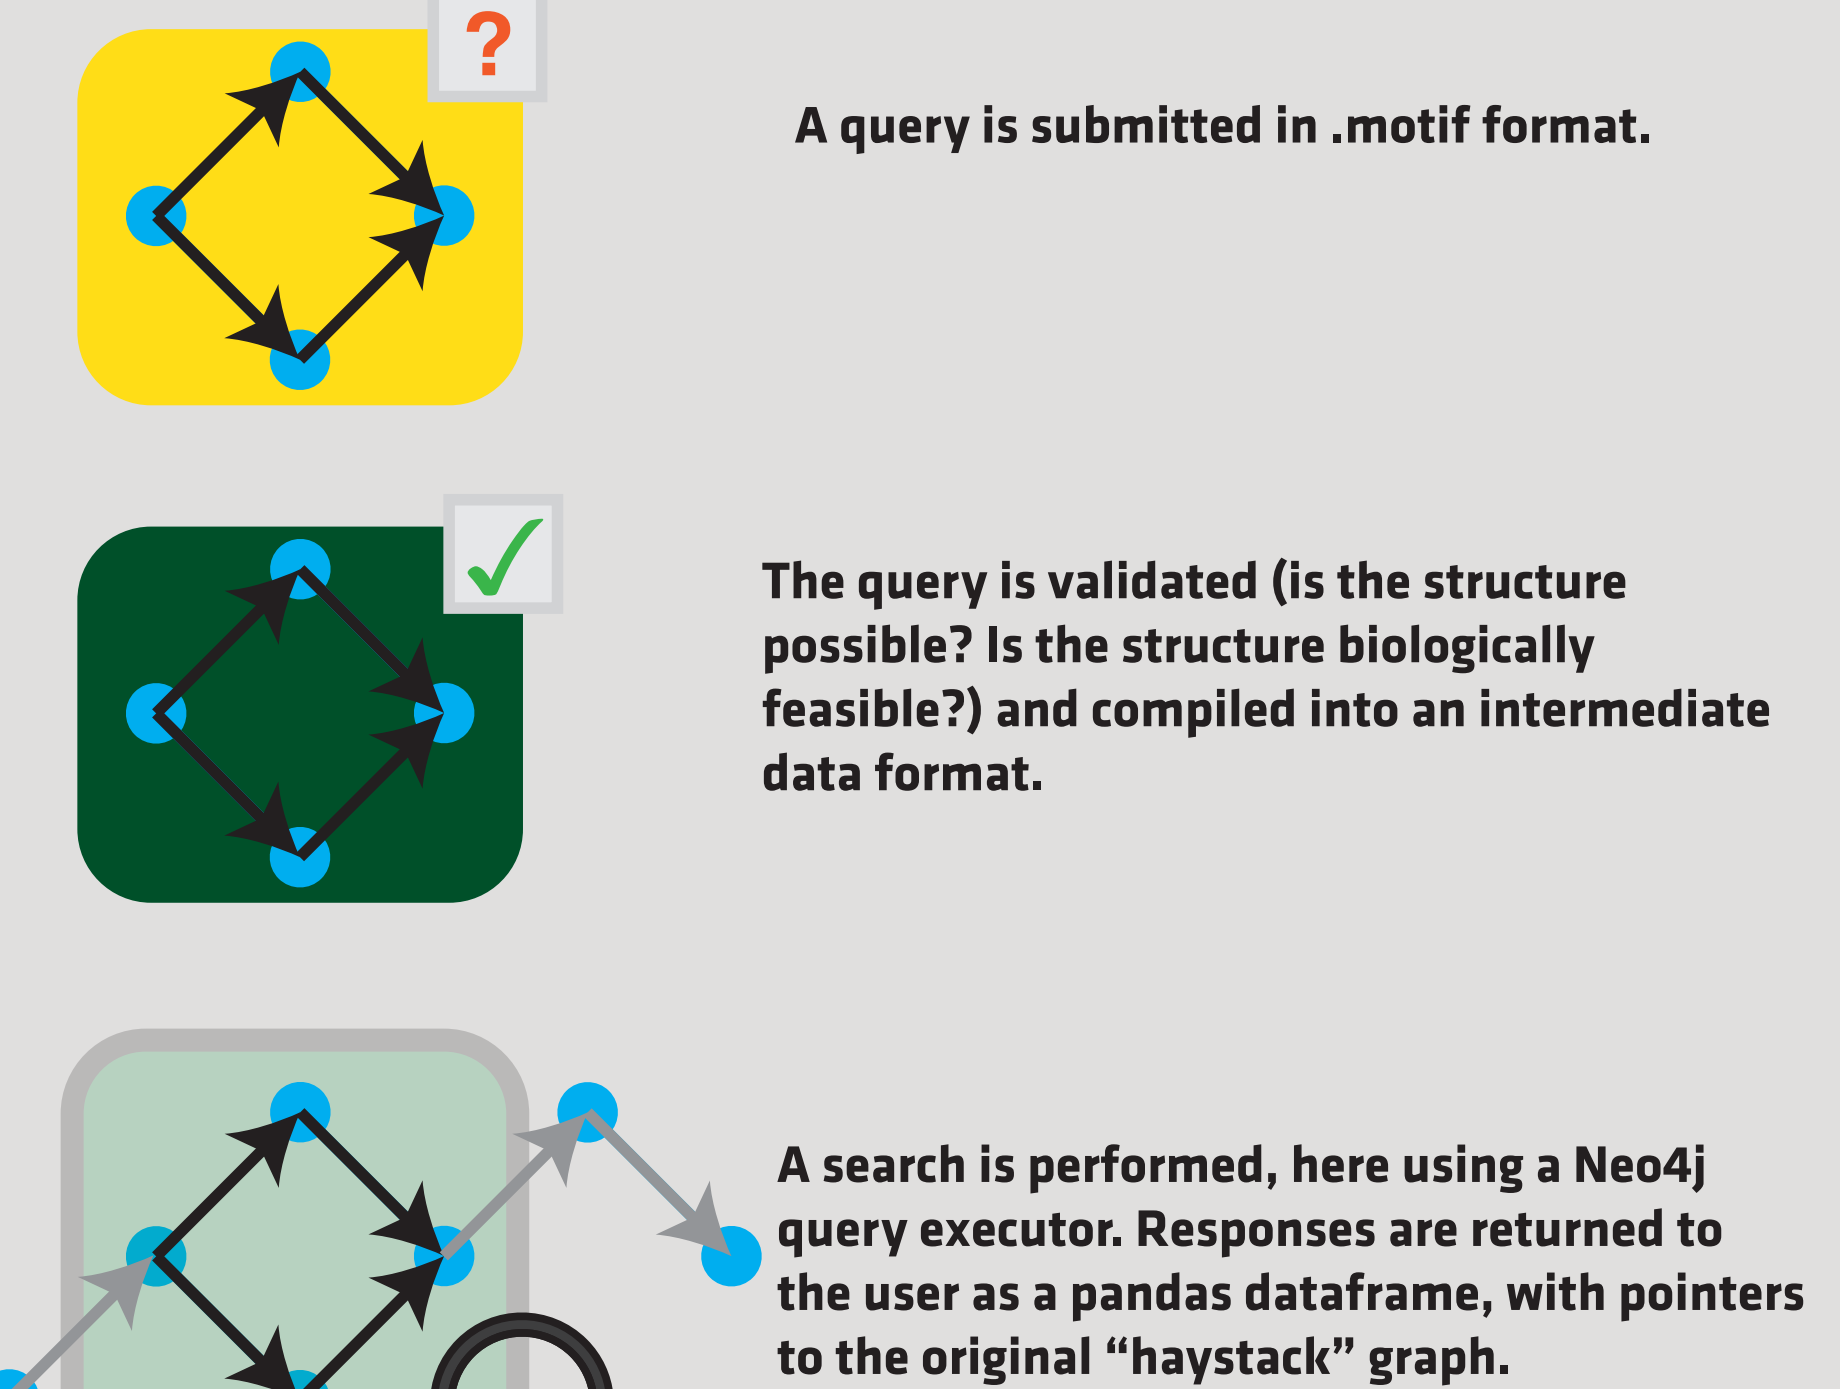 ?
A query is submitted in .motif format.
The query is validated (is the structure
possible? Is the structure biologically
feasible?) and compiled into an intermediate
data format.
A search is performed, here using a Neo4j
query executor. Responses are returned to
the user as a pandas dataframe, with pointers
to the original “haystack” graph.